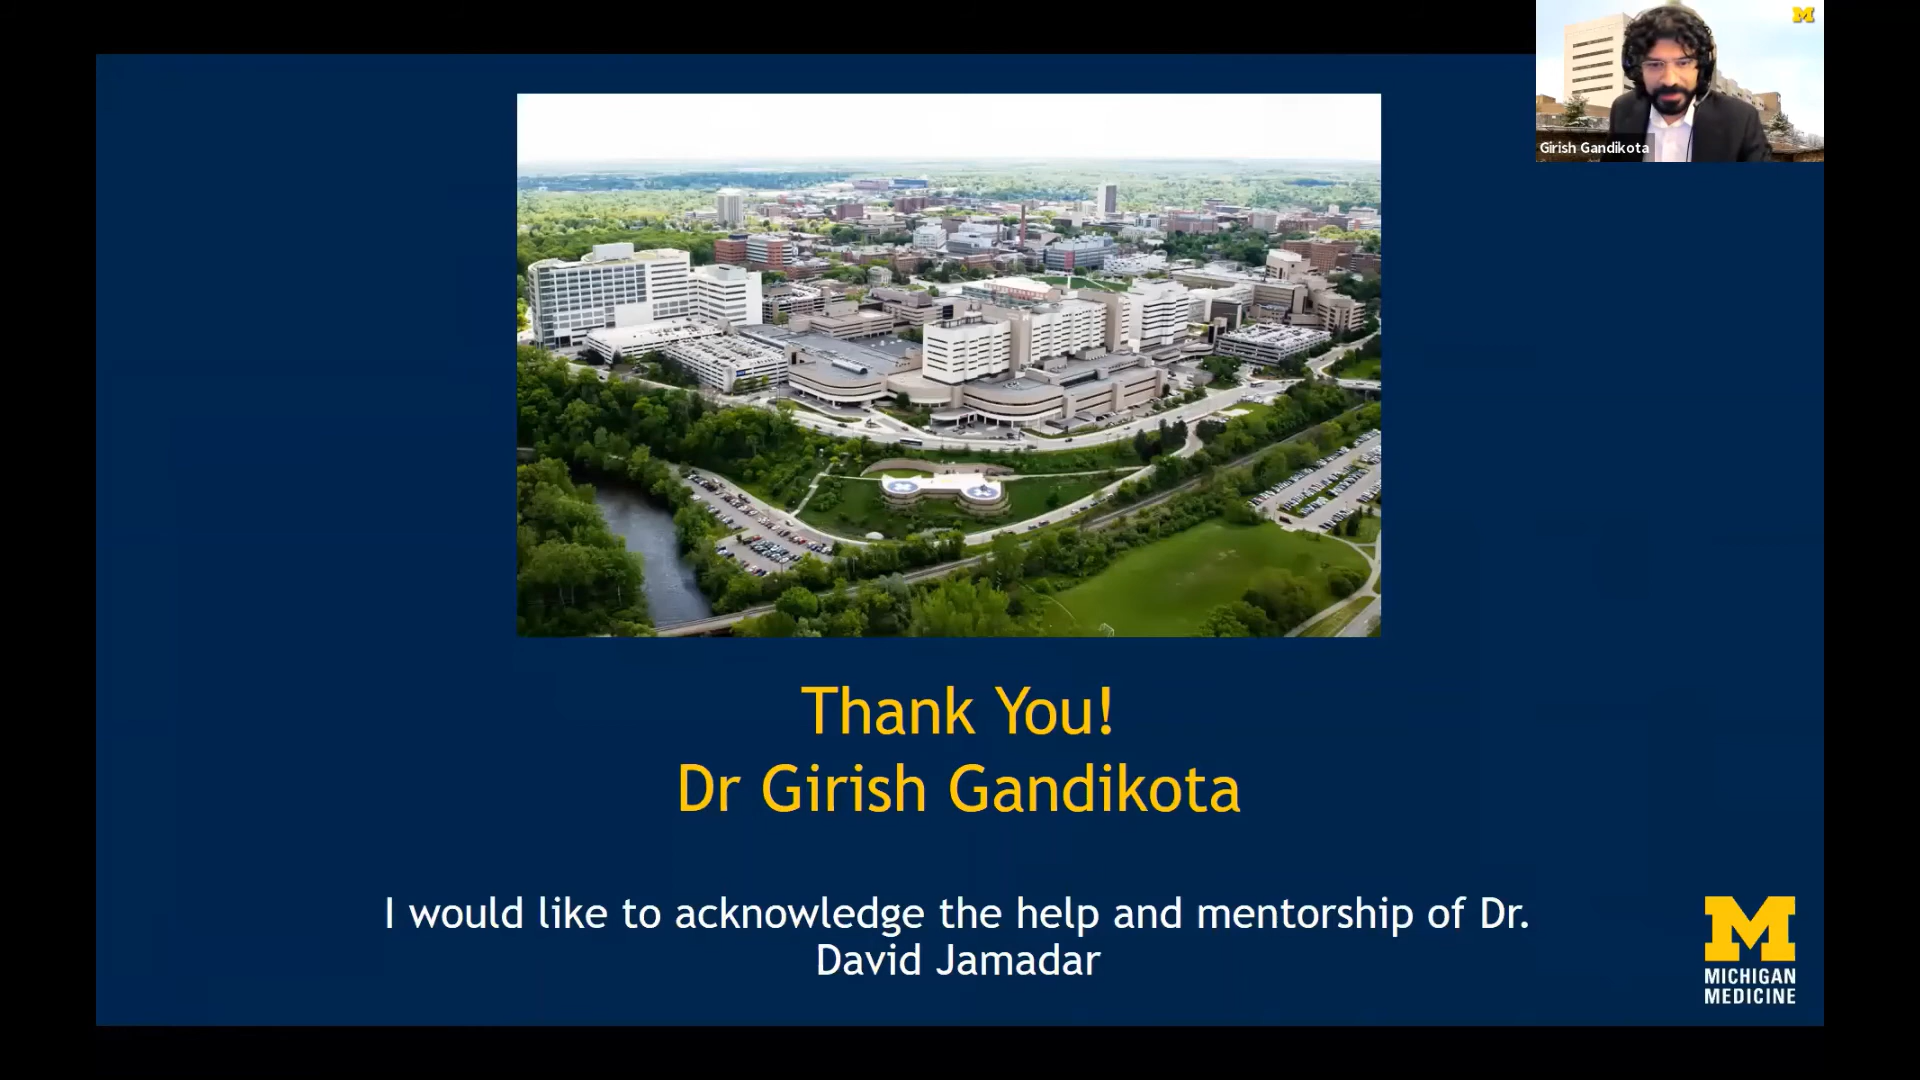 M
Girish Gandikota
Thank You!
Dr Girish Gandikota
I would like to acknowledge the help and mentorship of Dr.
David Jamadar
M
MICHIGAN
MEDICINE